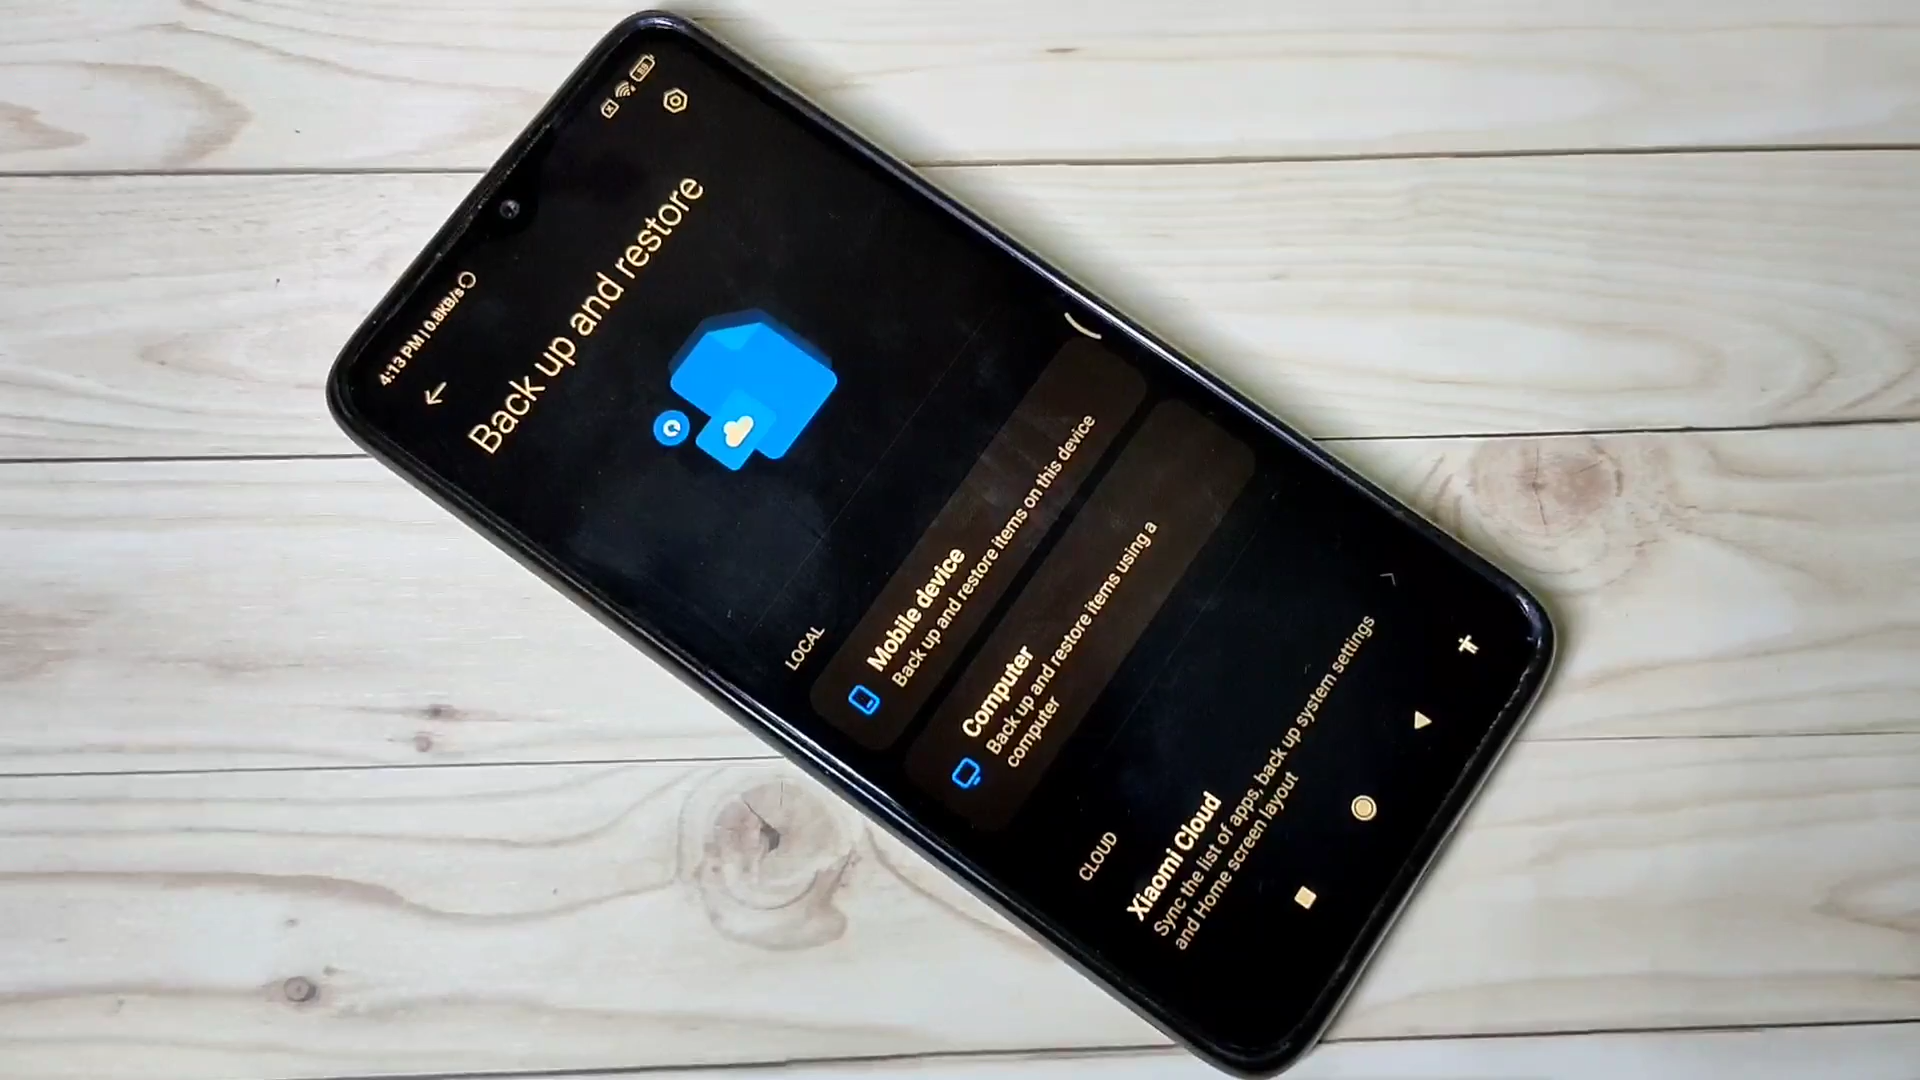 4:13 PM | 0.8KB/s
Back up and restore
LOCAL
Mobile device
Back up and restore items on this device
Computer
Back up and restore items using a
computer
CLOUD
Xiaomi Cloud
Sync the list of apps, back up system settings
and Home screen layout